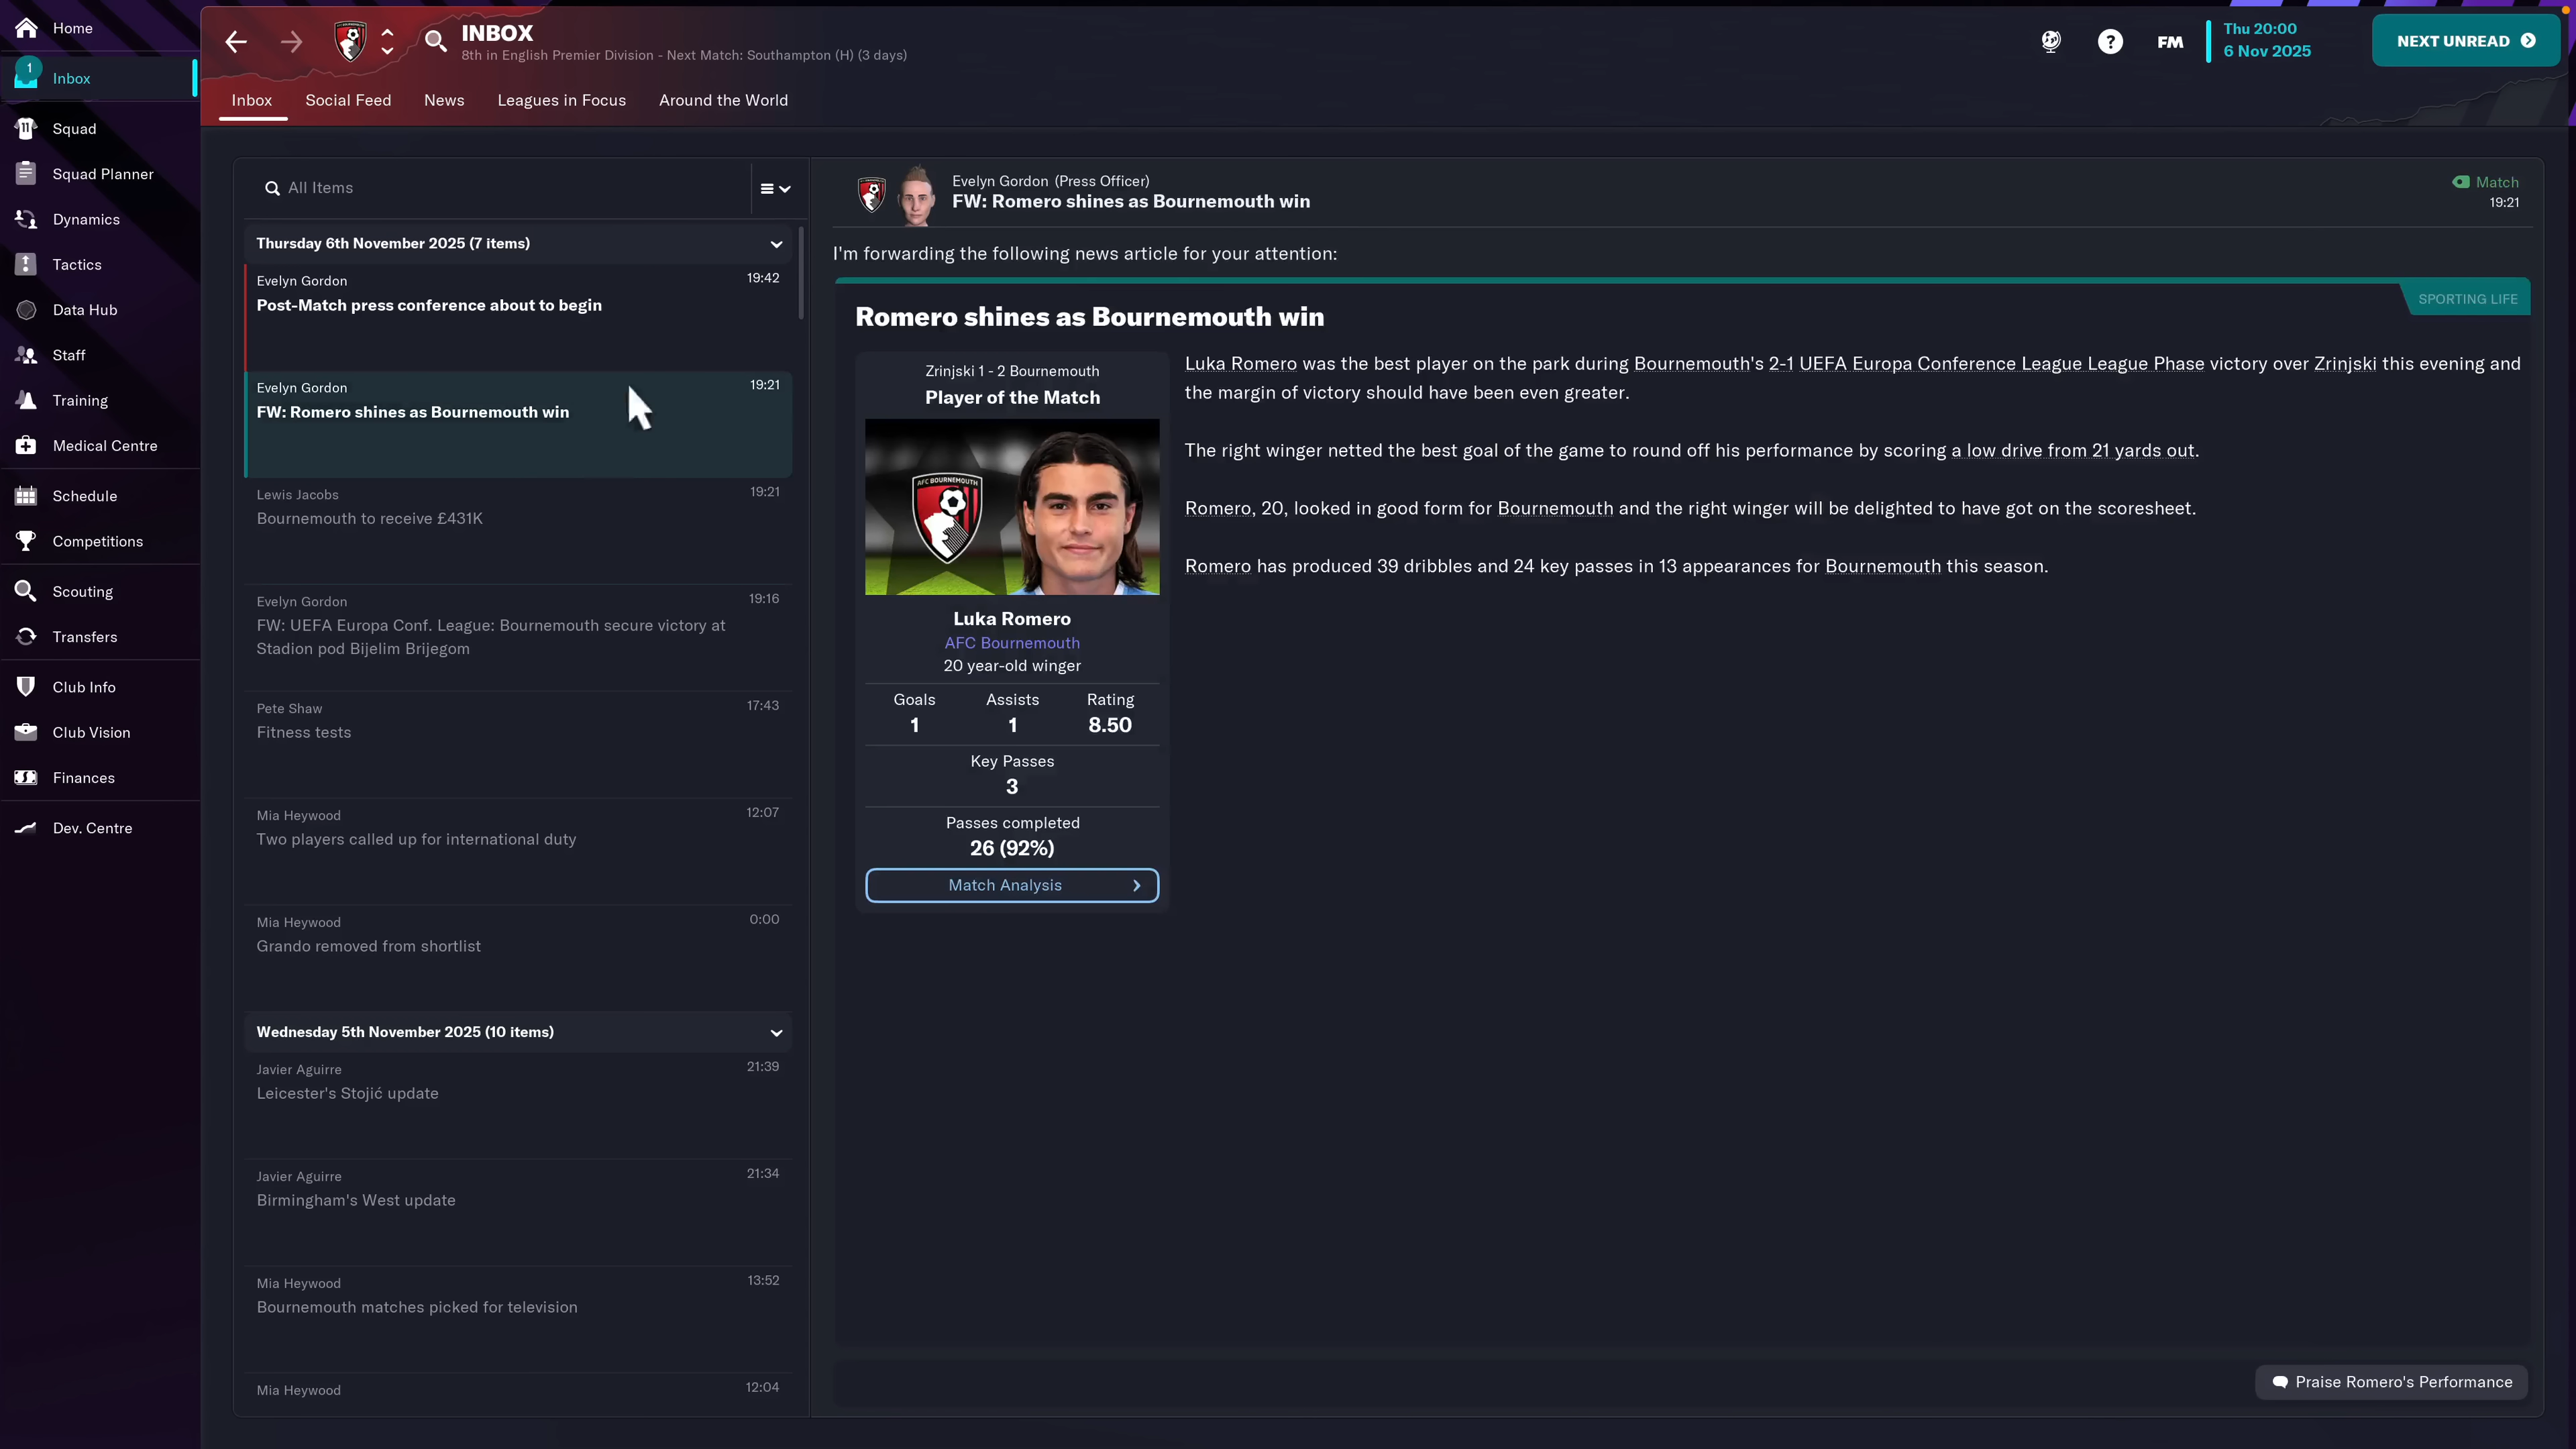 Home
1
Inbox
Squad
Squad Planner
Dynamics
Tactics
Data Hub
Staff
Training
Medical Centre
Schedule
Competitions
Scouting
Transfers
Club Info
Club Vision
Finances
Dev. Centre
INBOX
8th in English Premier Division - Next Match: Southampton (H) (3 days)
?
FM
Thu 20:00
6 Nov 2025
NEXT UNREAD
Inbox
Social Feed
News
Leagues in Focus
Around the World
All Items
Thursday 6th November 2025 (7 items)
Evelyn Gordon
19:42
Post-Match press conference about to begin
Evelyn Gordon
19:21
FW: Romero shines as Bournemouth win
Lewis Jacobs
19:21
Bournemouth to receive £431K
Evelyn Gordon
19:16
FW: UEFA Europa Conf. League: Bournemouth secure victory at
Stadion pod Bijelim Brijegom
Pete Shaw
17:43
Fitness tests
Mia Heywood
12:07
Two players called up for international duty
Mia Heywood
0:00
Grando removed from shortlist
Wednesday 5th November 2025 (10 items)
Javier Aguirre
21:39
Leicester's Stojić update
Javier Aguirre
21:34
Birmingham's West update
Mia Heywood
13:52
Bournemouth matches picked for television
Mia Heywood
12:04
Evelyn Gordon (Press Officer)
FW: Romero shines as Bournemouth win
Match
19:21
I'm forwarding the following news article for your attention:
SPORTING LIFE
Romero shines as Bournemouth win
Zrinjski 1 - 2 Bournemouth
Player of the Match
AFC BOURNEMOUTH
Luka Romero
AFC Bournemouth
20 year-old winger
Goals Assists Rating
1 1 8.50
Key Passes
3
Passes completed
26 (92%)
Match Analysis
Luka Romero was the best player on the park during Bournemouth's 2-1 UEFA Europa Conference League League Phase victory over Zrinjski this evening and
the margin of victory should have been even greater.
The right winger netted the best goal of the game to round off his performance by scoring a low drive from 21 yards out.
Romero, 20, looked in good form for Bournemouth and the right winger will be delighted to have got on the scoresheet.
Romero has produced 39 dribbles and 24 key passes in 13 appearances for Bournemouth this season.
Praise Romero's Performance